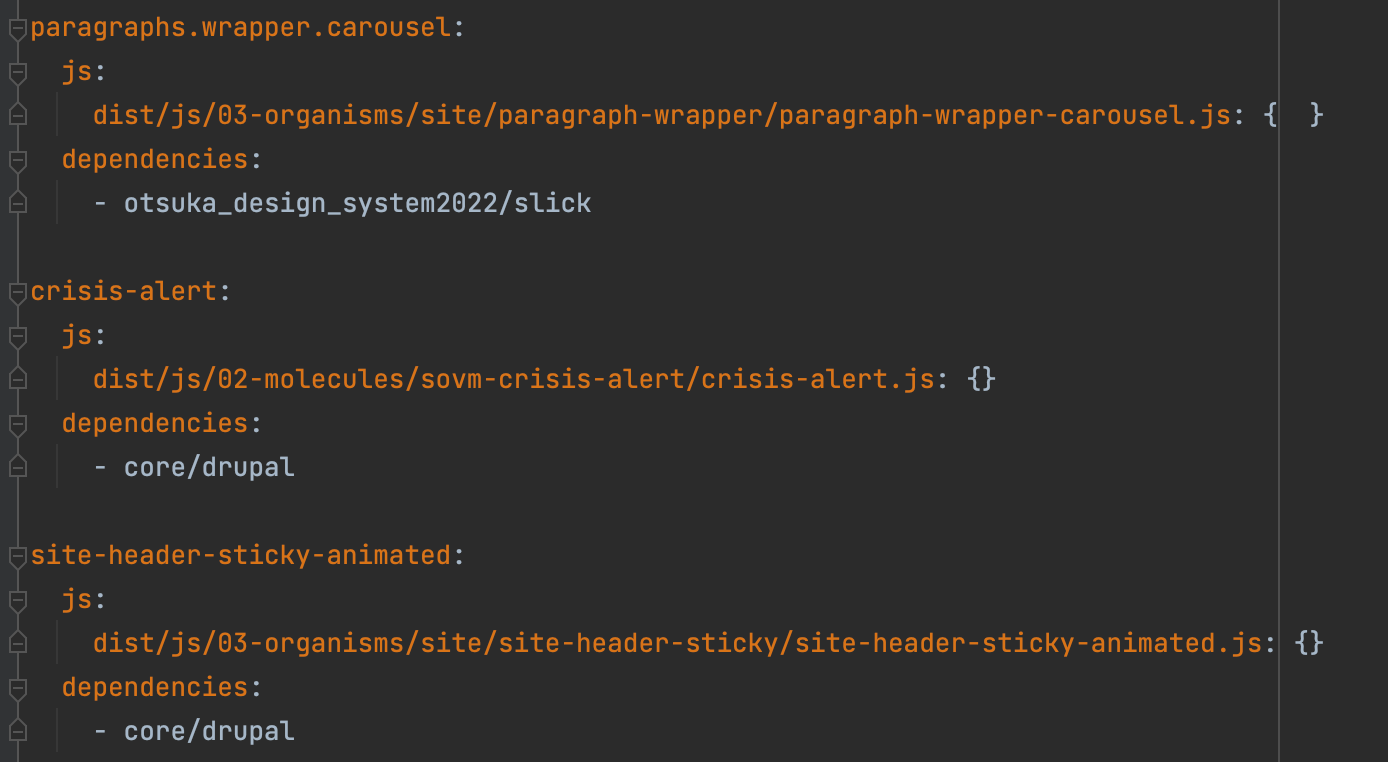 paragraphs.wrapper.carousel:
  js:
    dist/js/03-organisms/site/paragraph-wrapper/paragraph-wrapper-carousel.js: {  }
  dependencies:
    - otsuka_design_system2022/slick

crisis-alert:
  js:
    dist/js/02-molecules/sovm-crisis-alert/crisis-alert.js: {}
  dependencies:
    - core/drupal

site-header-sticky-animated:
  js:
    dist/js/03-organisms/site/site-header-sticky/site-header-sticky-animated.js: {}
  dependencies:
    - core/drupal